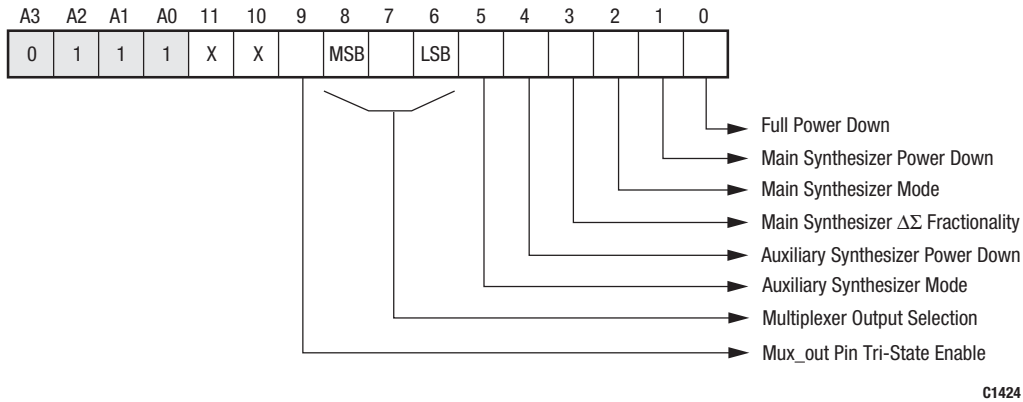 A3 A2 A1 A0 11 10 9 8 7 6 5 4 3 2 1 0
0 1 1 1 X X MSB LSB
Full Power Down
Main Synthesizer Power Down
Main Synthesizer Mode
Main Synthesizer ΔΣ Fractionality
Auxiliary Synthesizer Power Down
Auxiliary Synthesizer Mode
Multiplexer Output Selection
Mux_out Pin Tri-State Enable
C1424